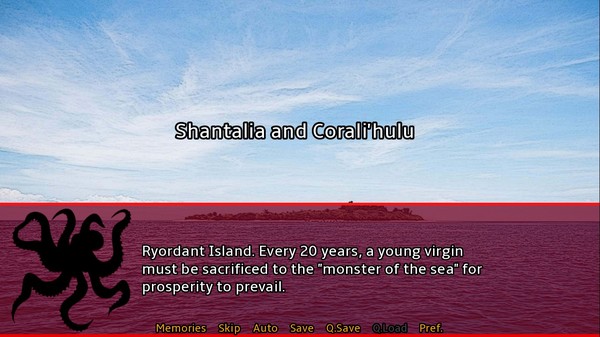 Shantalia and Corali'hulu
Ryordant Island. Every 20 years, a young virgin
must be sacrificed to the "monster of the sea" for
prosperity to prevail.
Memories Skip Auto Save Q.Save Q.Load Pref.